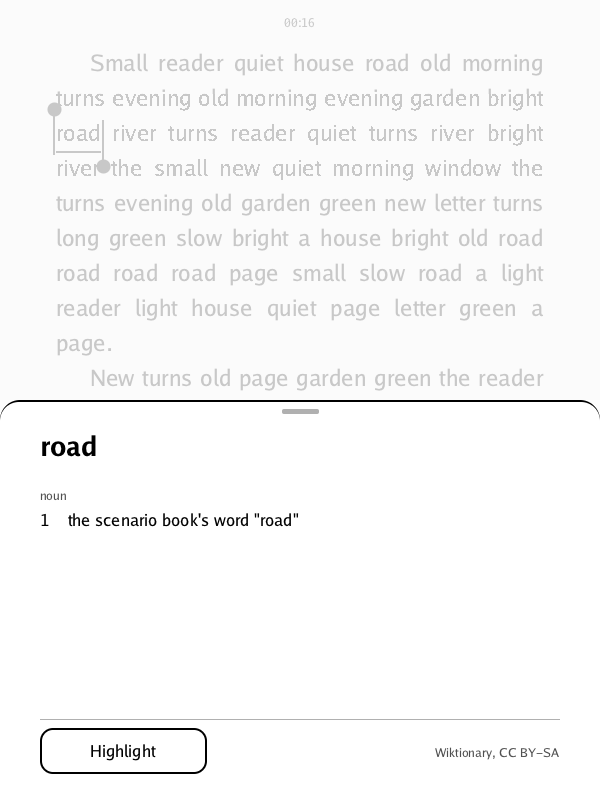 00:16
Small reader quiet house road old morning
turns evening old morning evening garden bright
road river turns reader quiet turns river bright
river the small new quiet morning window the
turns evening old garden green new letter turns
long green slow bright a house bright old road
road road road page small slow road a light
reader light house quiet page letter green a
page.
New turns old page garden green the reader
road
noun
1 the scenario book's word "road"
Highlight
Wiktionary, CC BY-SA